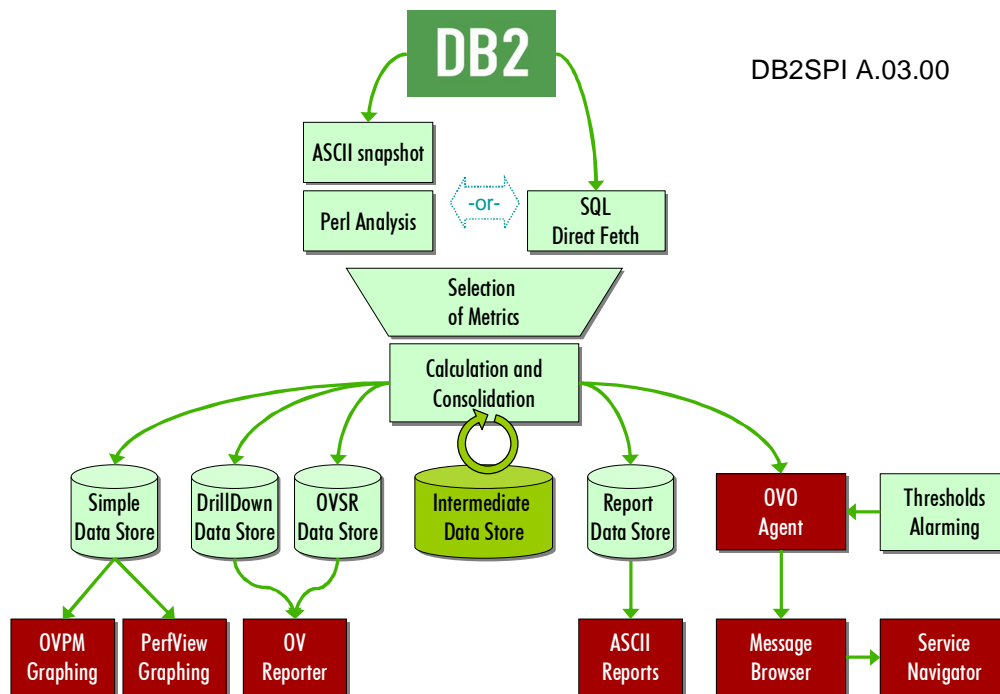 DB2
DB2SPI A.03.00
ASCII snapshot
Perl Analysis
-or-
SQL
Direct Fetch
Selection
of Metrics
Calculation and
Consolidation
Simple
Data Store
DrillDown
Data Store
OVSR
Data Store
Intermediate
Data Store
Report
Data Store
OVO
Agent
Thresholds
Alarming
OVPM
Graphing
PerfView
Graphing
OV
Reporter
ASCII
Reports
Message
Browser
Service
Navigator